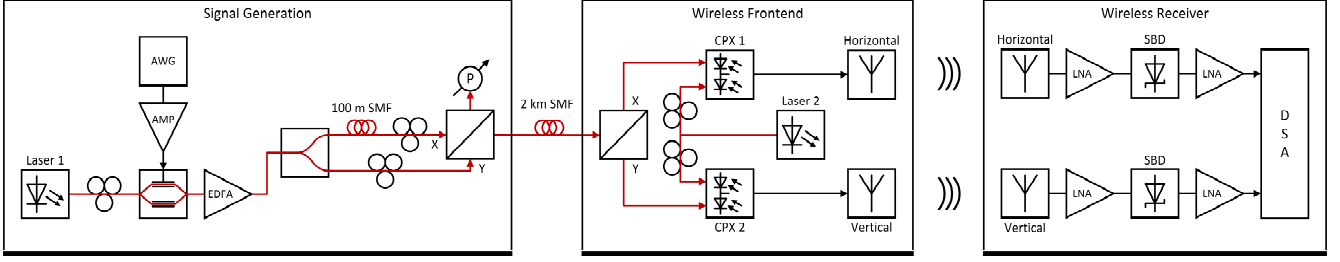 Signal Generation
AWG
AMP
Laser 1
EDFA
100 m SMF
X
Y
P
2 km SMF
Wireless Frontend
CPX 1
Horizontal
X
Laser 2
Y
CPX 2
Vertical
Wireless Receiver
Horizontal
LNA
SBD
LNA
D
S
A
SBD
LNA
LNA
Vertical